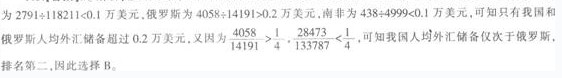 为 2791÷118211<0.1 万美元,俄罗斯为 4058÷14191>0.2 万美元,南非为 438÷4999<0.1 万美元,可知只有我国和
俄罗斯人均外汇储备超过 0.2 万美元,又因为 4058/14191 > 1/4 , 28473/133787 < 1/4 ,可知我国人均外汇储备仅次于俄罗斯,
排名第二,因此选择 B。